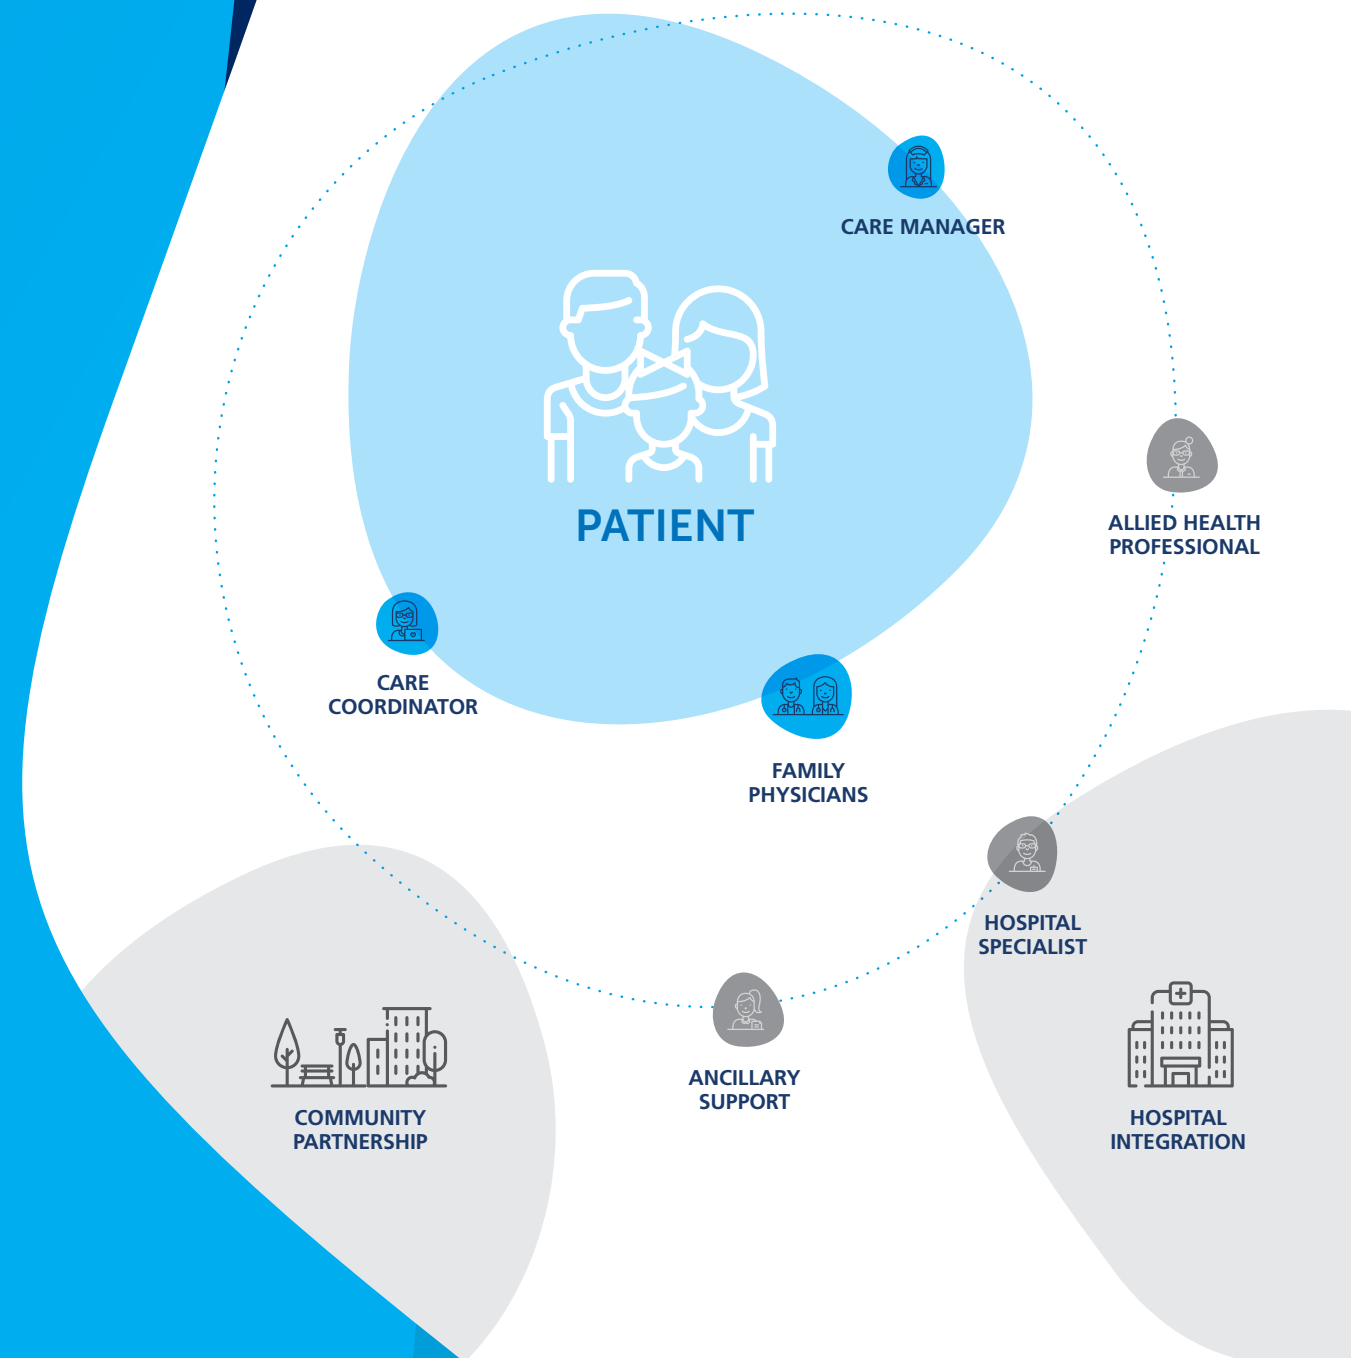 CARE MANAGER
PATIENT
ALLIED HEALTH
PROFESSIONAL
CARE
COORDINATOR
FAMILY
PHYSICIANS
HOSPITAL
SPECIALIST
ANCILLARY
SUPPORT
COMMUNITY
PARTNERSHIP
HOSPITAL
INTEGRATION